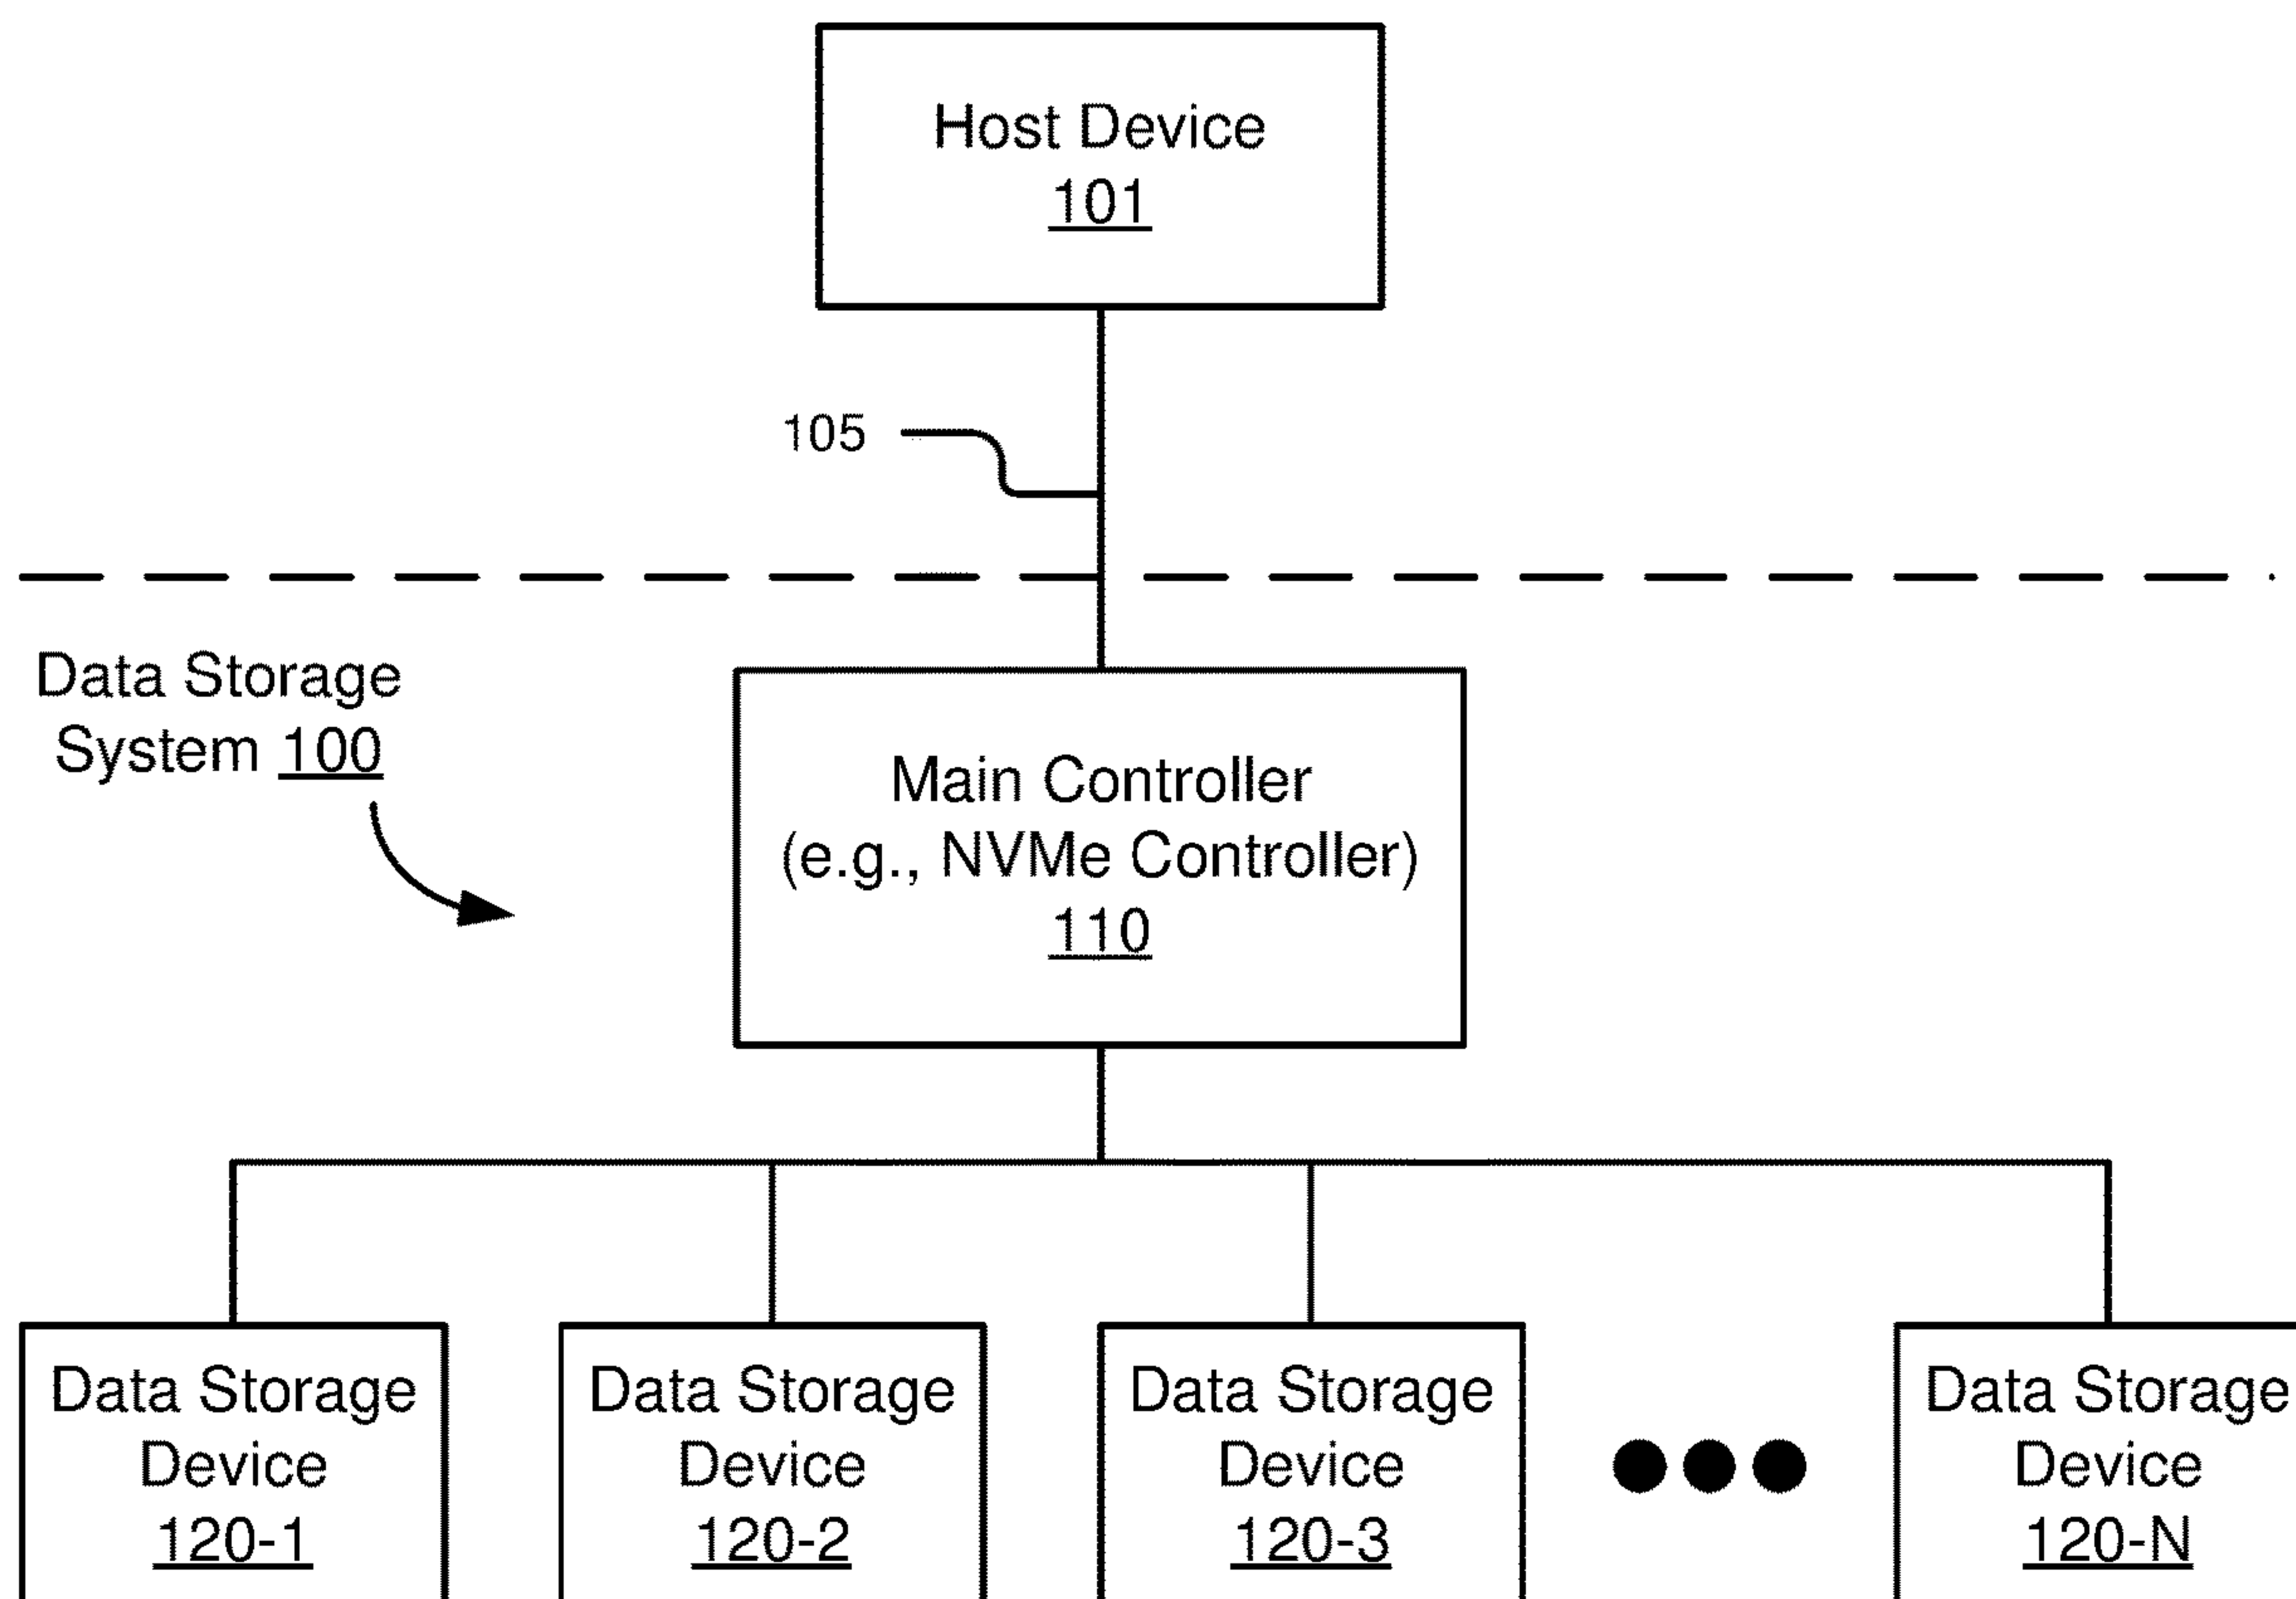 Host Device
101
105
Data Storage
System 100
Main Controller
(e.g., NVMe Controller)
110
Data Storage
Device
120-1
Data Storage
Device
120-2
Data Storage
Device
120-3
Data Storage
Device
120-N